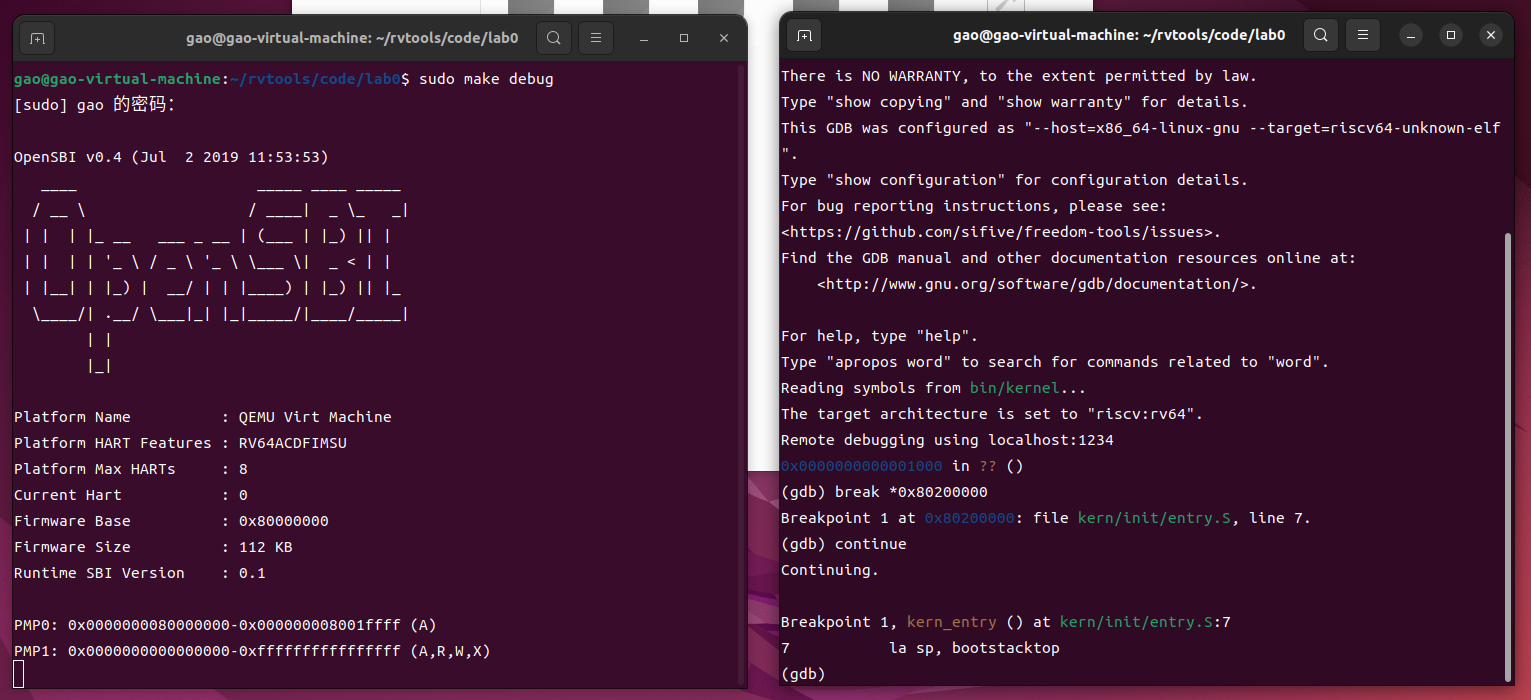 gao@gao-virtual-machine: ~/rvtools/code/lab0
gao@gao-virtual-machine:~/rvtools/code/lab0$ sudo make debug
[sudo] gao 的密码：
OpenSBI v0.4 (Jul  2 2019 11:53:53)
   ____                    _____ ____ _____
  / __ \                  / ____|  _ \_   _|
 | |  | |_ __   ___ _ __ | (___ | |_) || |
 | |  | | '_ \ / _ \ '_ \ \___ \|  _ < | |
 | |__| | |_) |  __/ | | |____) | |_) || |_
  \____/| .__/ \___|_| |_|_____/|____/_____|
        | |
        |_|
Platform Name          : QEMU Virt Machine
Platform HART Features : RV64ACDFIMSU
Platform Max HARTs     : 8
Current Hart           : 0
Firmware Base          : 0x80000000
Firmware Size          : 112 KB
Runtime SBI Version    : 0.1
PMP0: 0x0000000080000000-0x000000008001ffff (A)
PMP1: 0x0000000000000000-0xffffffffffffffff (A,R,W,X)
gao@gao-virtual-machine: ~/rvtools/code/lab0
There is NO WARRANTY, to the extent permitted by law.
Type "show copying" and "show warranty" for details.
This GDB was configured as "--host=x86_64-linux-gnu --target=riscv64-unknown-elf
".
Type "show configuration" for configuration details.
For bug reporting instructions, please see:
<https://github.com/sifive/freedom-tools/issues>.
Find the GDB manual and other documentation resources online at:
    <http://www.gnu.org/software/gdb/documentation/>.
For help, type "help".
Type "apropos word" to search for commands related to "word".
Reading symbols from bin/kernel...
The target architecture is set to "riscv:rv64".
Remote debugging using localhost:1234
0x0000000000001000 in ?? ()
(gdb) break *0x80200000
Breakpoint 1 at 0x80200000: file kern/init/entry.S, line 7.
(gdb) continue
Continuing.
Breakpoint 1, kern_entry () at kern/init/entry.S:7
7           la sp, bootstacktop
(gdb)